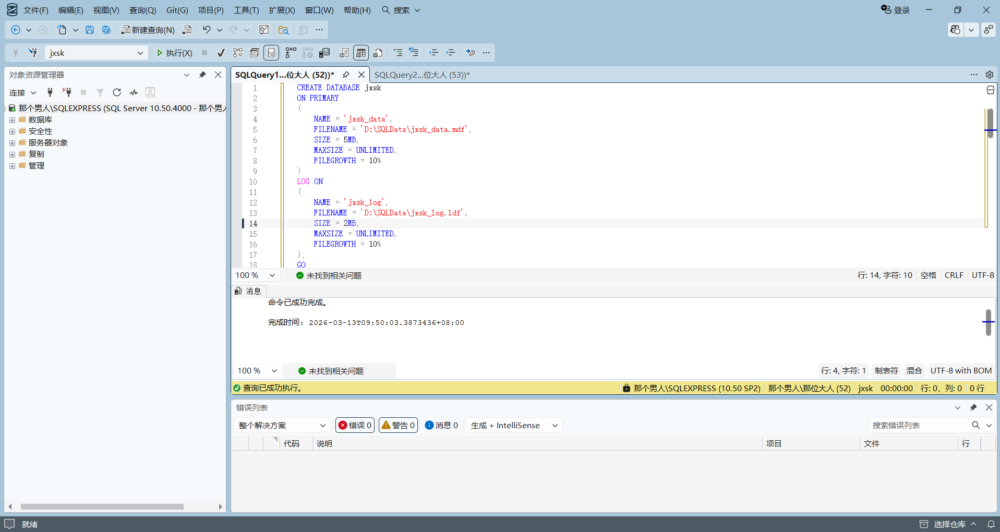 文件(F) 编辑(E) 视图(V) 查询(Q) Git(G) 项目(P) 工具(T) 扩展(X) 窗口(W) 帮助(H) 搜索 登录
新建查询(N)
jxsk 执行(X)
对象资源管理器
连接
那个男人\SQLEXPRESS (SQL Server 10.50.4000 - 那个男人
数据库
安全性
服务器对象
复制
管理
SQLQuery1...位大人 (52))* SQLQuery2...位大人 (53))*
1 CREATE DATABASE jxsk
2 ON PRIMARY
3 (
4 NAME = 'jxsk_data',
5 FILENAME = 'D:\SQLData\jxsk_data.mdf',
6 SIZE = 5MB,
7 MAXSIZE = UNLIMITED,
8 FILEGROWTH = 10%
9 )
10 LOG ON
11 (
12 NAME = 'jxsk_log',
13 FILENAME = 'D:\SQLData\jxsk_log.ldf',
14 SIZE = 2MB,
15 MAXSIZE = UNLIMITED,
16 FILEGROWTH = 10%
17 );
18 GO
100 % 未找到相关问题 行: 14, 字符: 10 空格 CRLF UTF-8
消息
命令已成功完成。
完成时间: 2026-03-13T09:50:03.3873436+08:00
100 % 未找到相关问题 行: 4, 字符: 1 制表符 混合 UTF-8 with BOM
查询已成功执行。 那个男人\SQLEXPRESS (10.50 SP2) 那个男人\那位大人 (52) jxsk 00:00:00 行: 0, 列: 0 0 行
错误列表
整个解决方案 错误 0 警告 0 消息 0 生成 + IntelliSense 搜索错误列表
代码 说明 项目 文件 行
就绪 选择仓库